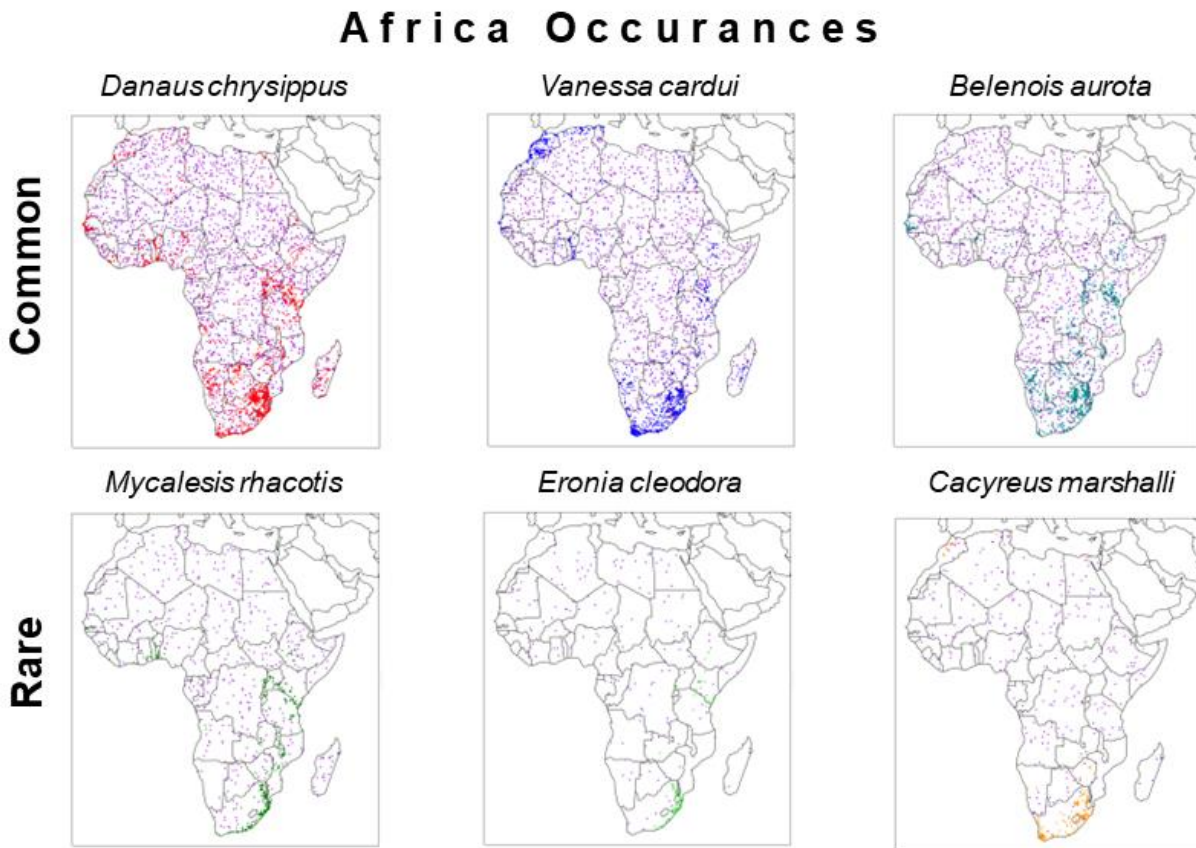 Africa Occurances
Danaus chrysippus
Vanessa cardui
Belenois aurota
Common
Mycalesis rhacotis
Eronia cleodora
Cacyreus marshalli
Rare